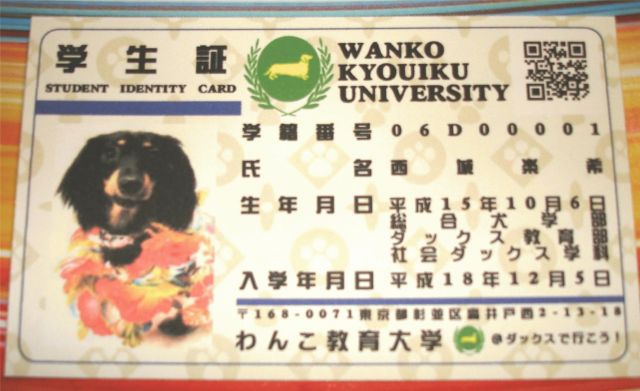 学生証
STUDENT IDENTITY CARD
WANKO
KYOUIKU
UNIVERSITY
学籍番号 06D00001
氏名 西城楽希
生年月日 平成15年10月6日
総合犬学部
ダックス教育部
社会ダックス学科
入学年月日 平成18年12月5日
〒168-0071東京都杉並区高井戸西2-13-18
わんこ教育大学 @ダックスで行こう!